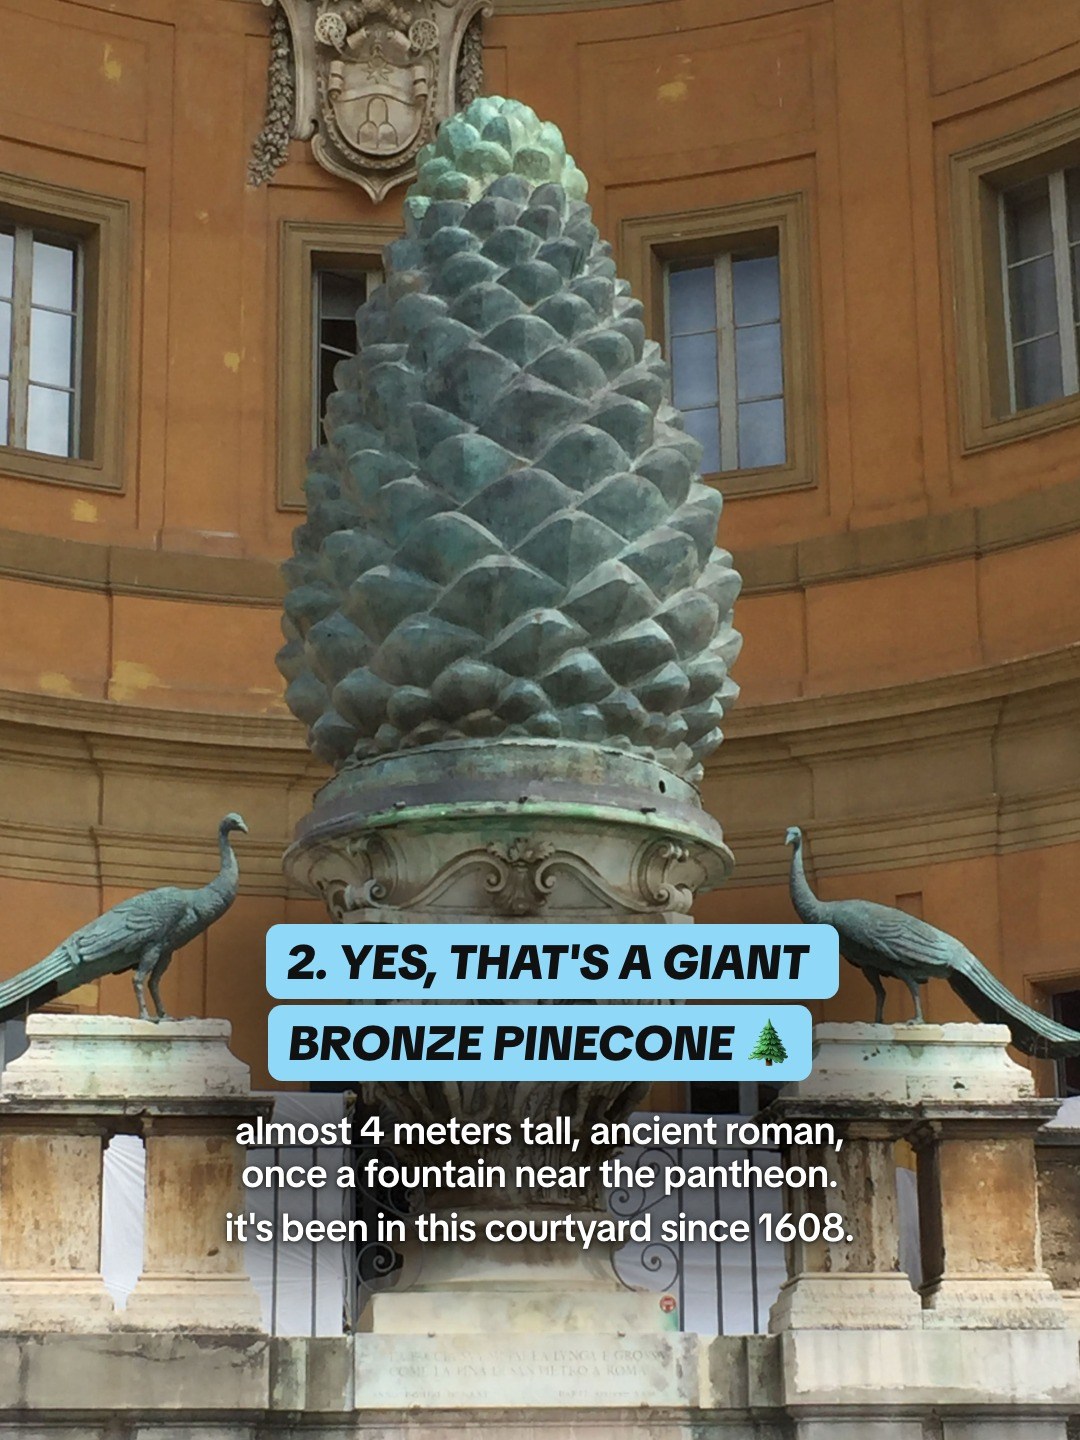 2. YES, THAT'S A GIANT
BRONZE PINECONE 🌲
almost 4 meters tall, ancient roman,
once a fountain near the pantheon.
it's been in this courtyard since 1608.